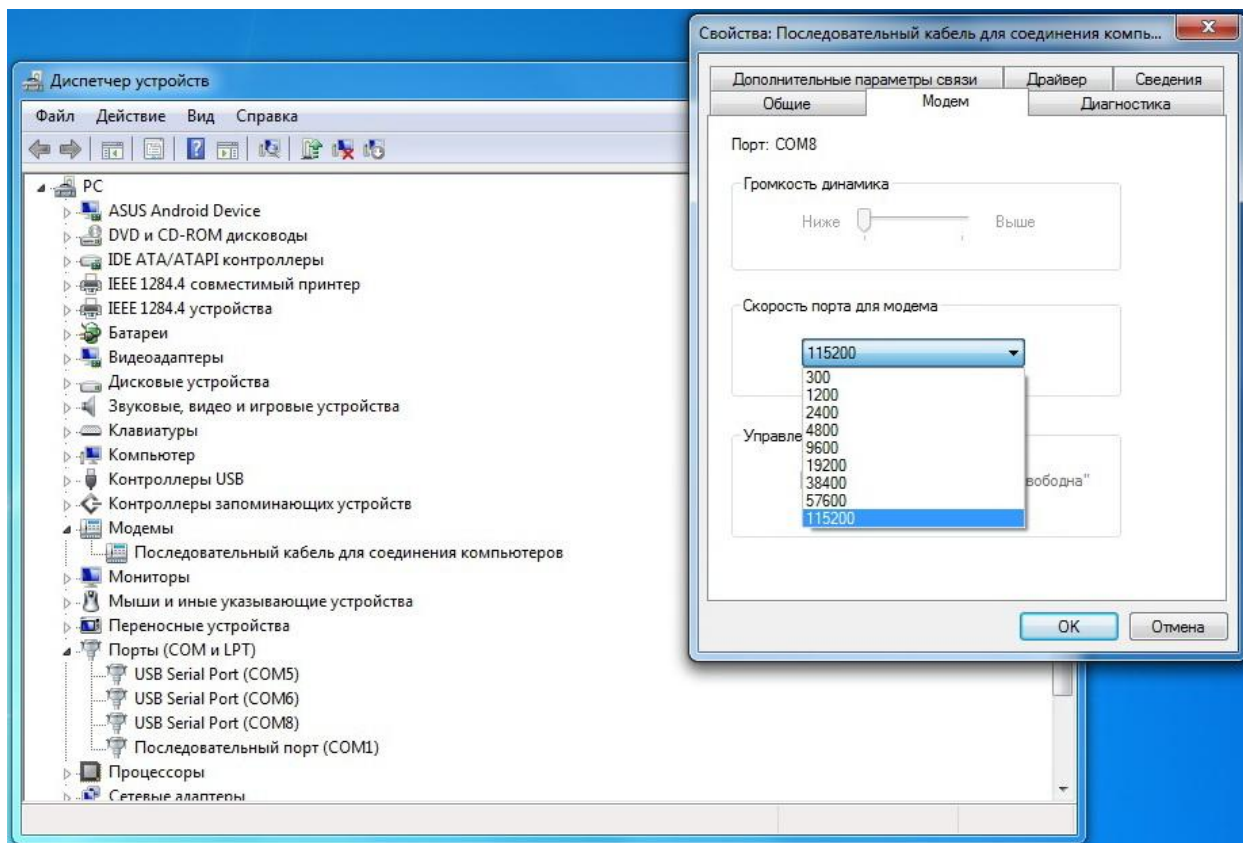 Диспетчер устройств
Файл Действие Вид Справка
PC
ASUS Android Device
DVD и CD-ROM дисководы
IDE ATA/ATAPI контроллеры
IEEE 1284.4 совместимый принтер
IEEE 1284.4 устройства
Батареи
Видеоадаптеры
Дисковые устройства
Звуковые, видео и игровые устройства
Клавиатуры
Компьютер
Контроллеры USB
Контроллеры запоминающих устройств
Модемы
Последовательный кабель для соединения компьютеров
Мониторы
Мыши и иные указывающие устройства
Переносные устройства
Порты (COM и LPT)
USB Serial Port (COM5)
USB Serial Port (COM6)
USB Serial Port (COM8)
Последовательный порт (COM1)
Процессоры
Сетевые адаптеры
Свойства: Последовательный кабель для соединения компь...
Дополнительные параметры связи Драйвер Сведения
Общие Модем Диагностика
Порт: COM8
Громкость динамика
Ниже Выше
Скорость порта для модема
115200
300
1200
2400
4800
Управле
9600
19200
38400 вободна"
57600
115200
OK Отмена